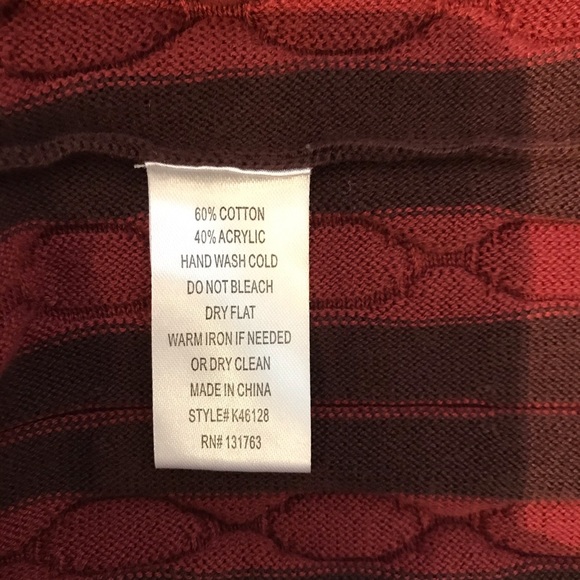 60% COTTON
40% ACRYLIC
HAND WASH COLD
DO NOT BLEACH
DRY FLAT
WARM IRON IF NEEDED
OR DRY CLEAN
MADE IN CHINA
STYLE# K46128
RN# 131763